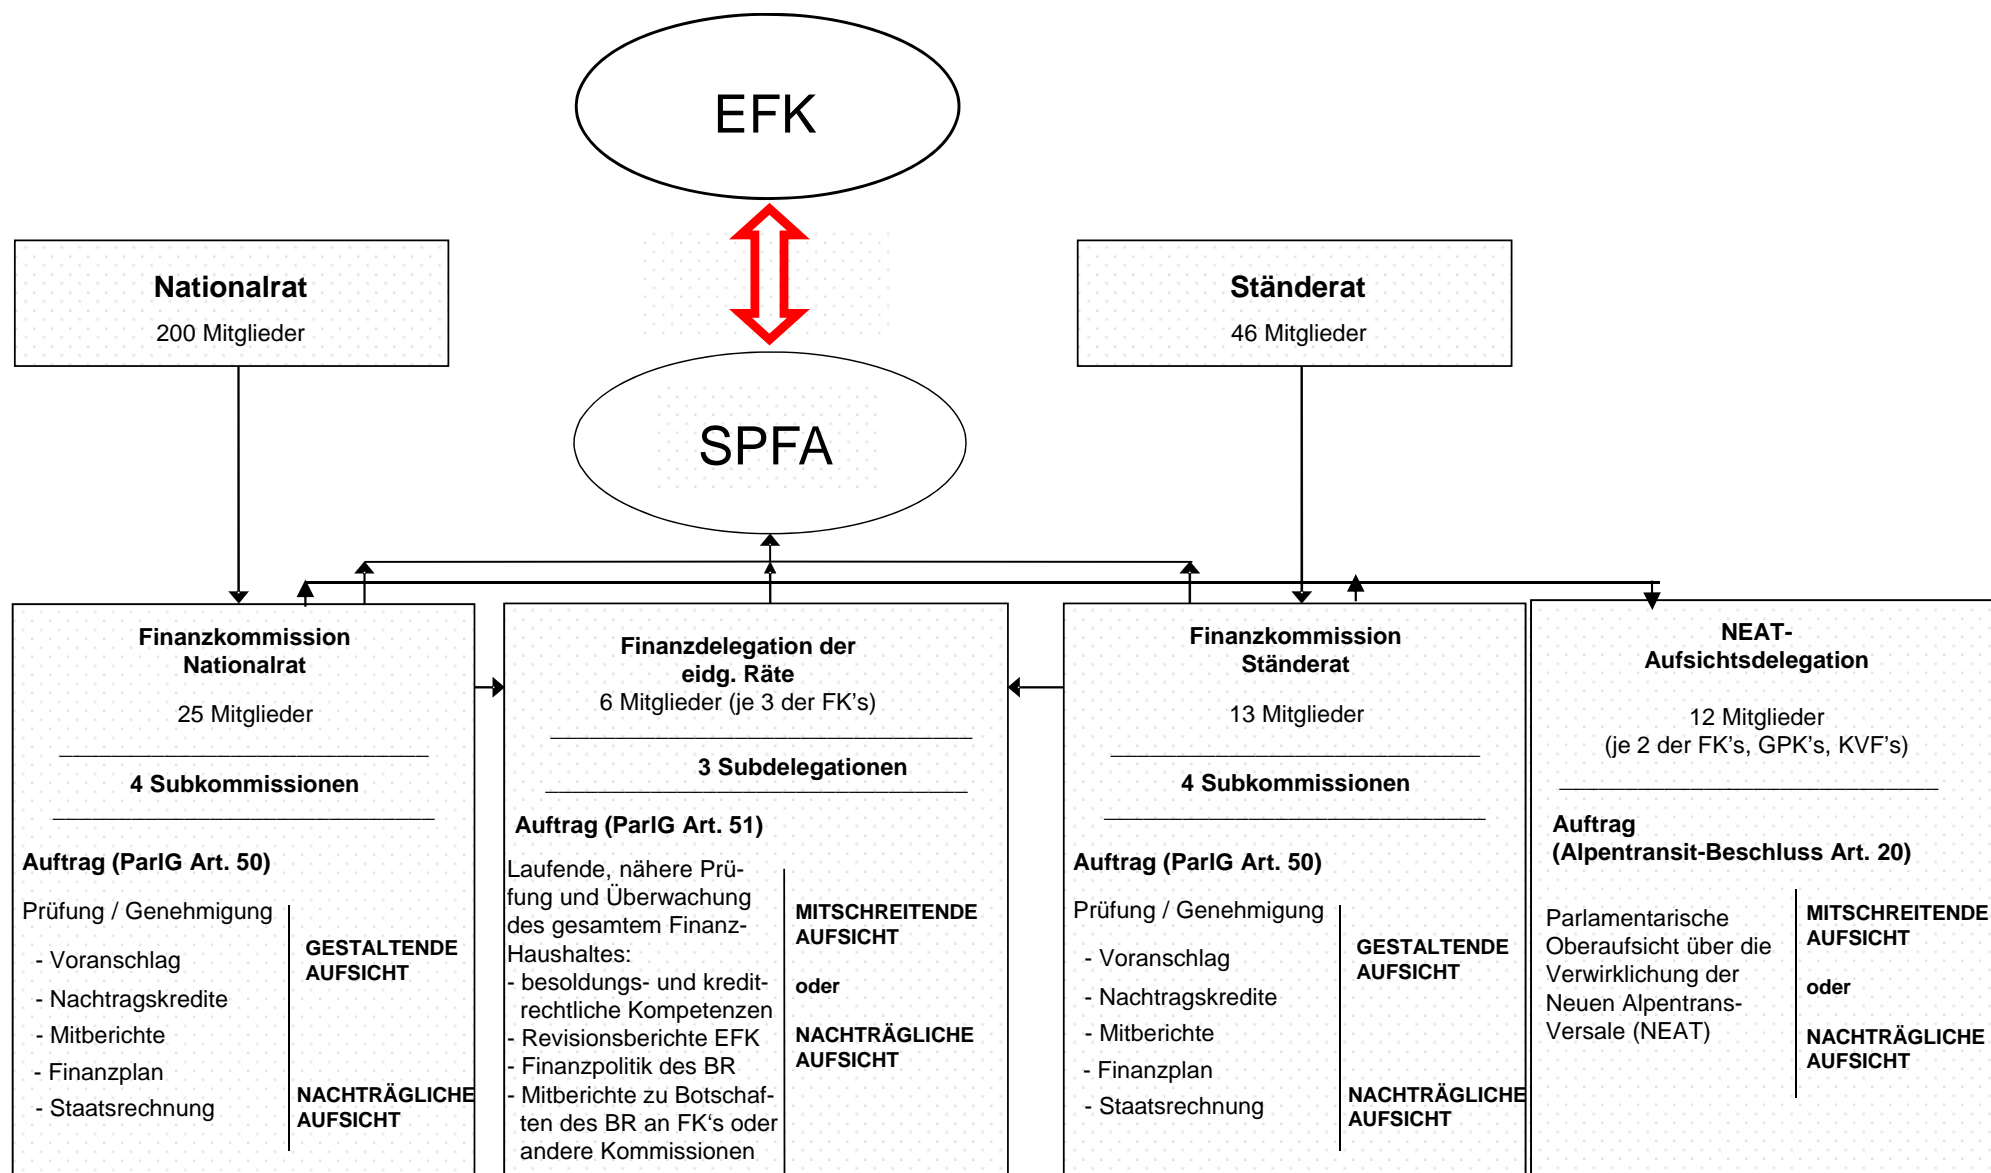 EFK
Nationalrat
200 Mitglieder
Ständerat
46 Mitglieder
SPFA
Finanzkommission
Nationalrat
25 Mitglieder
4 Subkommissionen
Auftrag (ParlG Art. 50)
Prüfung / Genehmigung
- Voranschlag
- Nachtragskredite
- Mitberichte
- Finanzplan
- Staatsrechnung
GESTALTENDE
AUFSICHT
NACHTRÄGLICHE
AUFSICHT
Finanzdelegation der
eidg. Räte
6 Mitglieder (je 3 der FK's)
3 Subdelegationen
Auftrag (ParlG Art. 51)
Laufende, nähere Prü-
fung und Überwachung
des gesamtem Finanz-
Haushaltes:
- besoldungs- und kredit-
rechtliche Kompetenzen
- Revisionsberichte EFK
- Finanzpolitik des BR
- Mitberichte zu Botschaf-
ten des BR an FK's oder
andere Kommissionen
MITSCHREITENDE
AUFSICHT
oder
NACHTRÄGLICHE
AUFSICHT
Finanzkommission
Ständerat
13 Mitglieder
4 Subkommissionen
Auftrag (ParlG Art. 50)
Prüfung / Genehmigung
- Voranschlag
- Nachtragskredite
- Mitberichte
- Finanzplan
- Staatsrechnung
GESTALTENDE
AUFSICHT
NACHTRÄGLICHE
AUFSICHT
NEAT-
Aufsichtsdelegation
12 Mitglieder
(je 2 der FK's, GPK's, KVF's)
Auftrag
(Alpentransit-Beschluss Art. 20)
Parlamentarische
Oberaufsicht über die
Verwirklichung der
Neuen Alpentrans-
Versale (NEAT)
MITSCHREITENDE
AUFSICHT
oder
NACHTRÄGLICHE
AUFSICHT